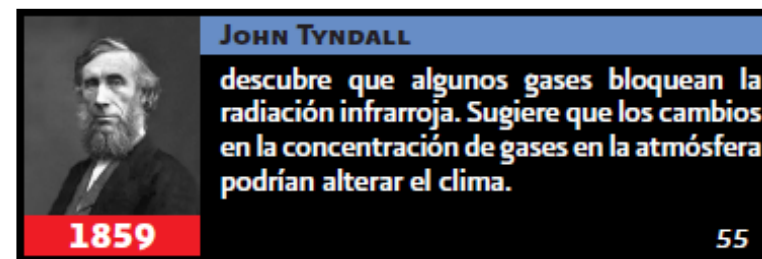 JOHN TYNDALL
descubre que algunos gases bloquean la
radiación infrarroja. Sugiere que los cambios
en la concentración de gases en la atmósfera
podrían alterar el clima.
1859
55